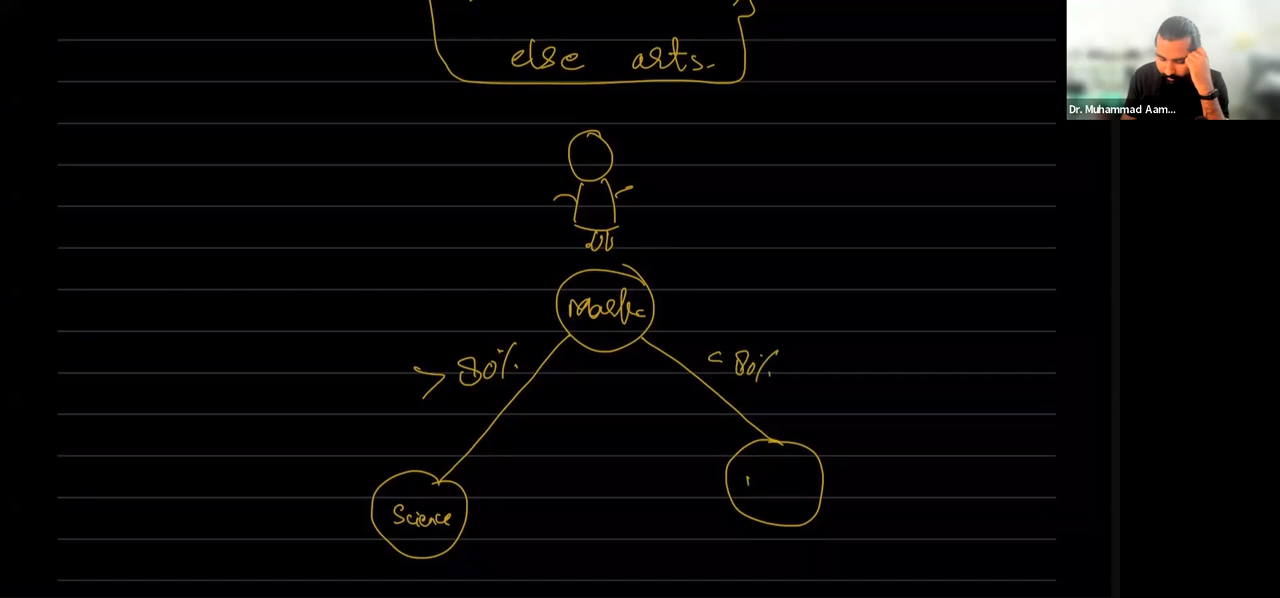 else arts.
Dr. Muhammad Aam...
Marks
> 80%
< 80%
Science